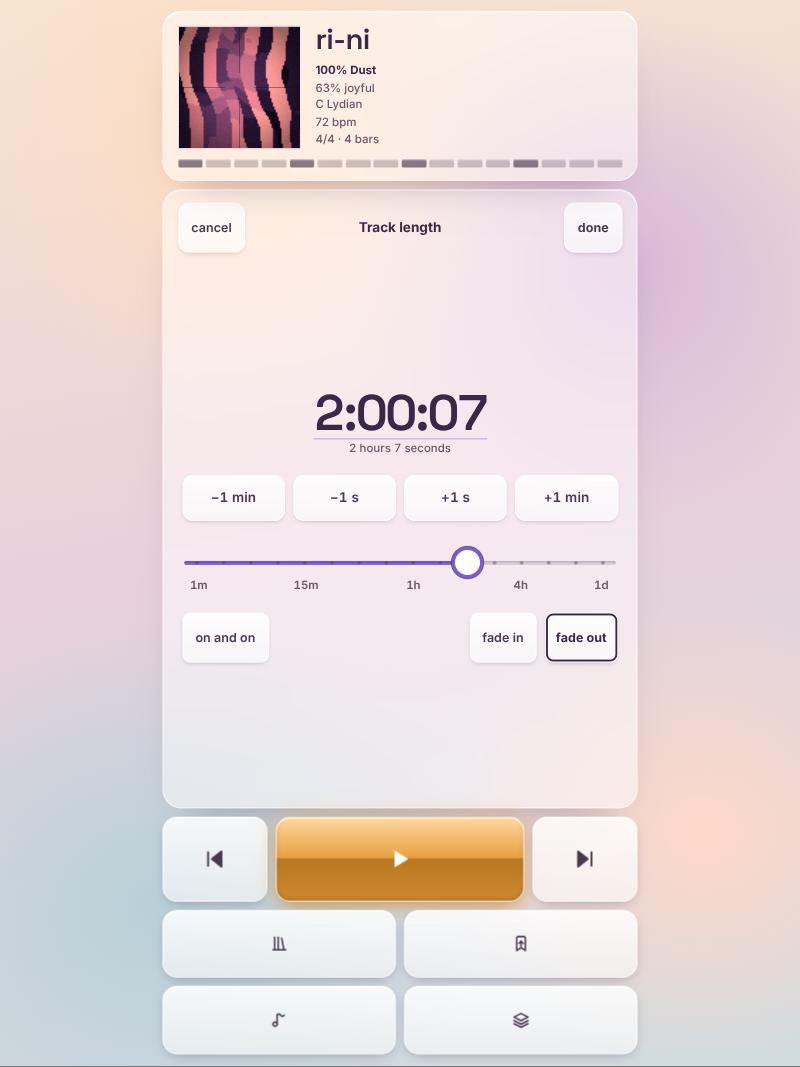 ri-ni
100% Dust
63% joyful
C Lydian
72 bpm
4/4 · 4 bars
cancel
Track length
done
2:00:07
2 hours 7 seconds
−1 min
−1 s
+1 s
+1 min
1m
15m
1h
4h
1d
on and on
fade in
fade out